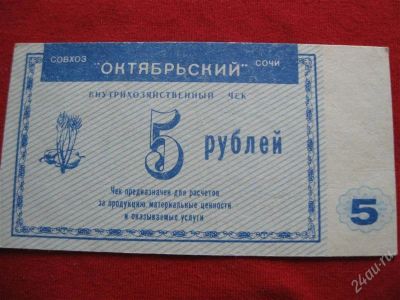 СОВХОЗ "ОКТЯБРЬСКИЙ" СОЧИ
ВНУТРИХОЗЯЙСТВЕННЫЙ ЧЕК
5 рублей
Чек предназначен для расчетов
за продукцию, материальные ценности
и оказываемые услуги
5
24au.ru